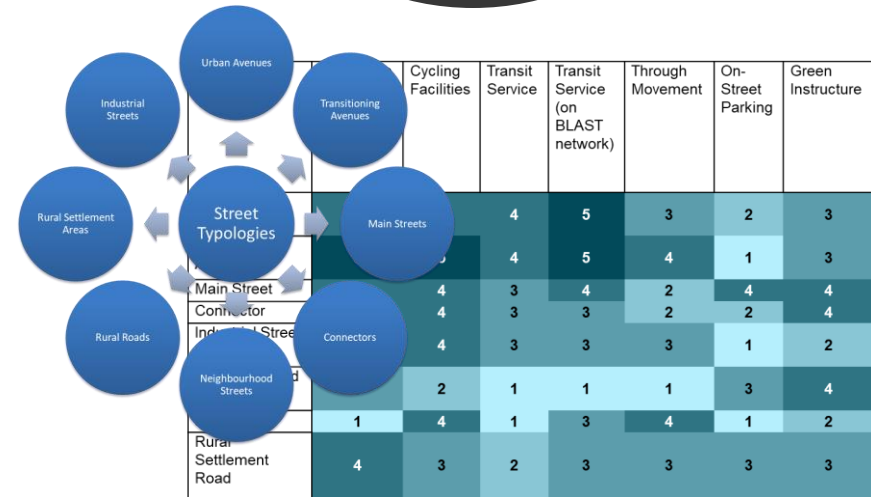 Urban Avenues
Industrial
Streets
Transitioning
Avenues
Rural Settlement
Areas
Street
Typologies
Main Streets
Rural Roads
Connectors
Neighbourhood
Streets
Cycling
Facilities
Transit
Service
Transit
Service
(on
BLAST
network)
Through
Movement
On-
Street
Parking
Green
Instructure
4 5 3 2 3
4 5 4 1 3
Main Street 4 3 4 2 4 4
4 3 3 2 2 4
4 3 3 3 1 2
2 1 1 1 3 4
1 4 1 3 4 1 2
Rural
Settlement
Road
4 3 2 3 3 3 3